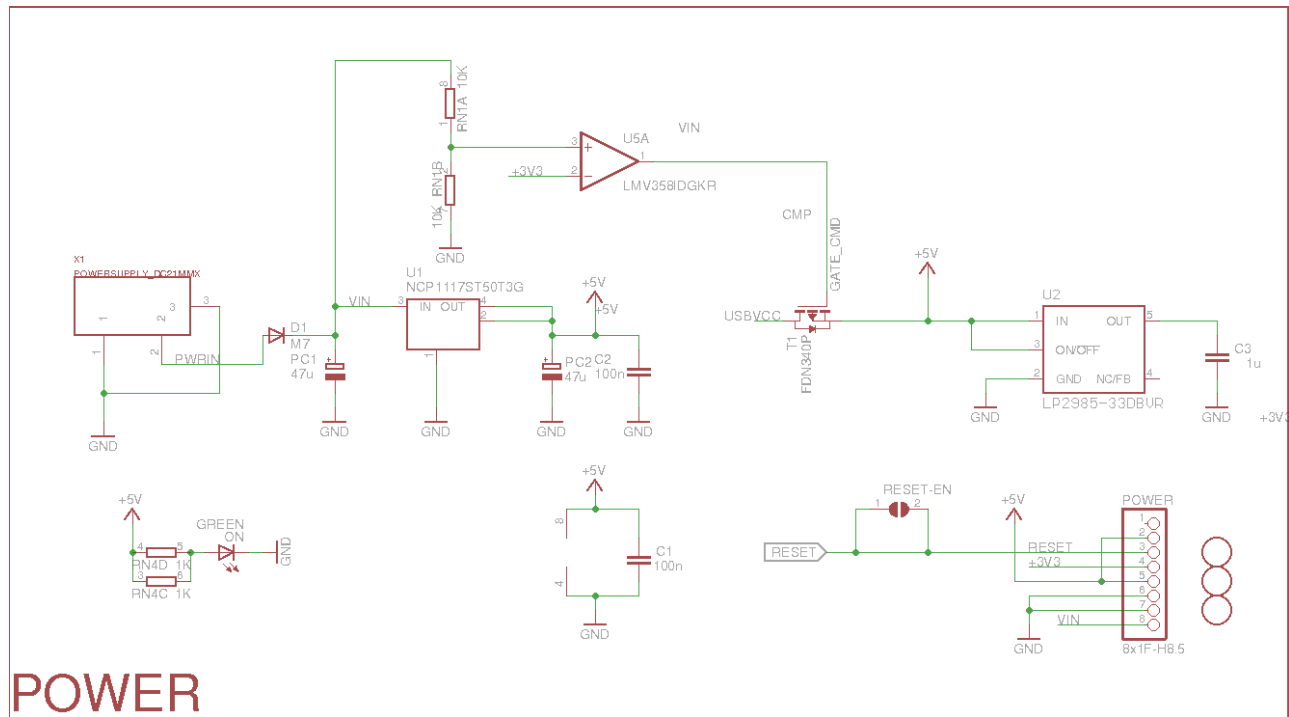 8
RN1A 10K
1
10K RN1B
7
GND
+3V3
3
2
+
-
1
U5A
LMV358IDGKR
VIN
CMP
GATE_CMD
X1
POWERSUPPLY_DC21MMX
1
2
3
3
1
2
PWRIN
GND
D1
M7
PC1
47u
GND
VIN
U1
NCP1117ST50T3G
3
IN OUT
4
2
1
GND
+5V
+5V
PC2
47u
GND
C2
100n
GND
USBVCC
T1
FDN340P
+5V
U2
1
IN
OUT
5
3
ON/OFF
2
GND
NC/FB
4
LP2985-33DBVR
GND
C3
1u
GND
+3V3
+5V
4
5
RN4D 1K
3
6
RN4C 1K
GREEN
ON
GND
+5V
8
4
C1
100n
GND
RESET
RESET-EN
1
2
+5V
RESET
+3V3
VIN
GND
POWER
1
2
3
4
5
6
7
8
8x1F-H8.5
POWER